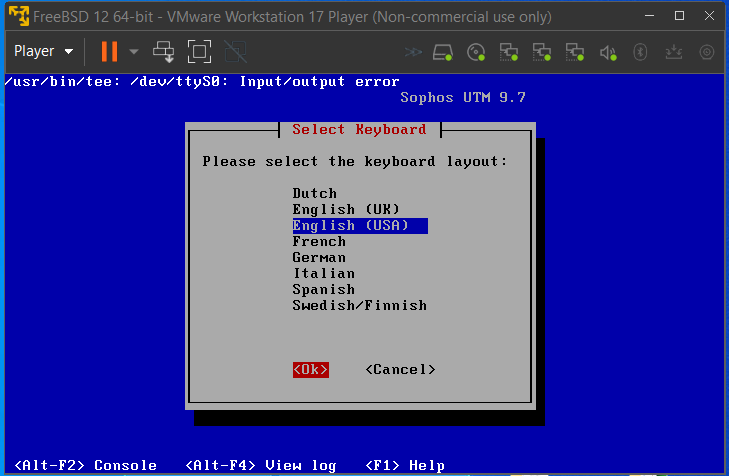 FreeBSD 12 64-bit - VMware Workstation 17 Player (Non-commercial use only)
Player
/usr/bin/tee: /dev/ttyS0: Input/output error
Sophos UTM 9.7
Select Keyboard
Please select the keyboard layout:
Dutch
English (UK)
English (USA)
French
German
Italian
Spanish
Swedish/Finnish
<Ok> <Cancel>
<Alt-F2> Console <Alt-F4> View log <F1> Help